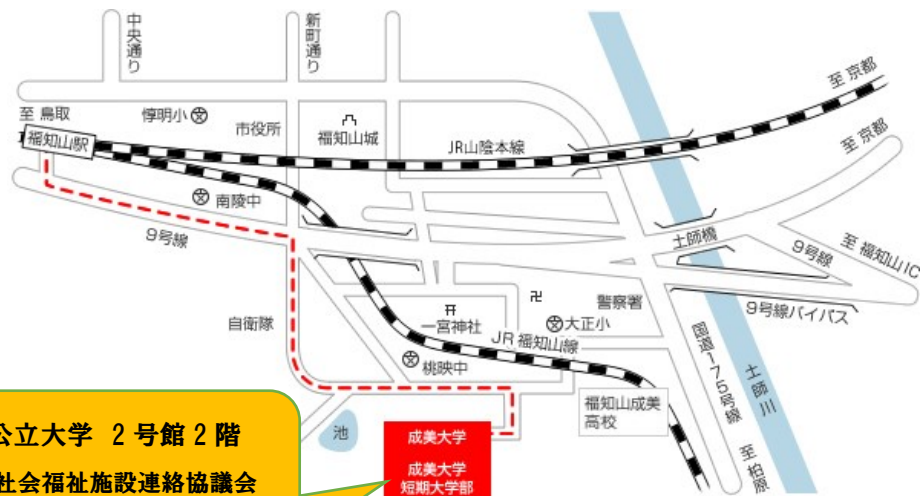 中央通り
新町通り
至 京都
至 鳥取
惇明小
市役所
福知山城
JR山陰本線
福知山駅
至 京都
南陵中
9号線
土師橋
9号線
至 福知山IC
9号線バイパス
警察署
自衛隊
一宮神社
大正小
JR福知山線
桃映中
国道175号線
土師川
福知山成美
高校
至 柏原
池
成美大学
成美大学
短期大学部
公立大学 2号館2階
社会福祉施設連絡協議会